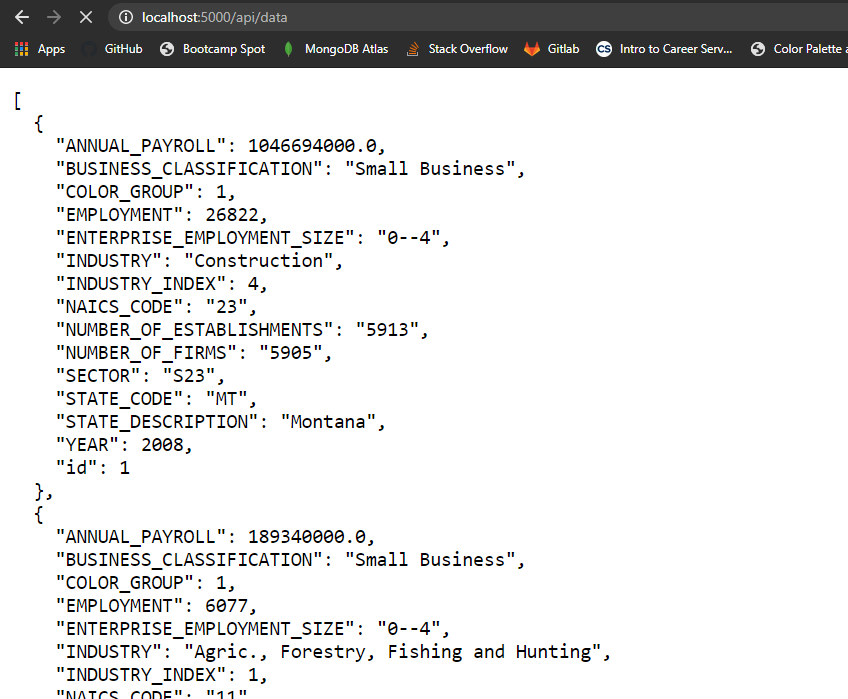 localhost:5000/api/data
Apps GitHub Bootcamp Spot MongoDB Atlas Stack Overflow Gitlab CS Intro to Career Serv... Color Palette
[
{
"ANNUAL_PAYROLL": 1046694000.0,
"BUSINESS_CLASSIFICATION": "Small Business",
"COLOR_GROUP": 1,
"EMPLOYMENT": 26822,
"ENTERPRISE_EMPLOYMENT_SIZE": "0--4",
"INDUSTRY": "Construction",
"INDUSTRY_INDEX": 4,
"NAICS_CODE": "23",
"NUMBER_OF_ESTABLISHMENTS": "5913",
"NUMBER_OF_FIRMS": "5905",
"SECTOR": "S23",
"STATE_CODE": "MT",
"STATE_DESCRIPTION": "Montana",
"YEAR": 2008,
"id": 1
},
{
"ANNUAL_PAYROLL": 189340000.0,
"BUSINESS_CLASSIFICATION": "Small Business",
"COLOR_GROUP": 1,
"EMPLOYMENT": 6077,
"ENTERPRISE_EMPLOYMENT_SIZE": "0--4",
"INDUSTRY": "Agric., Forestry, Fishing and Hunting",
"INDUSTRY_INDEX": 1,
"NAICS_CODE": "11"